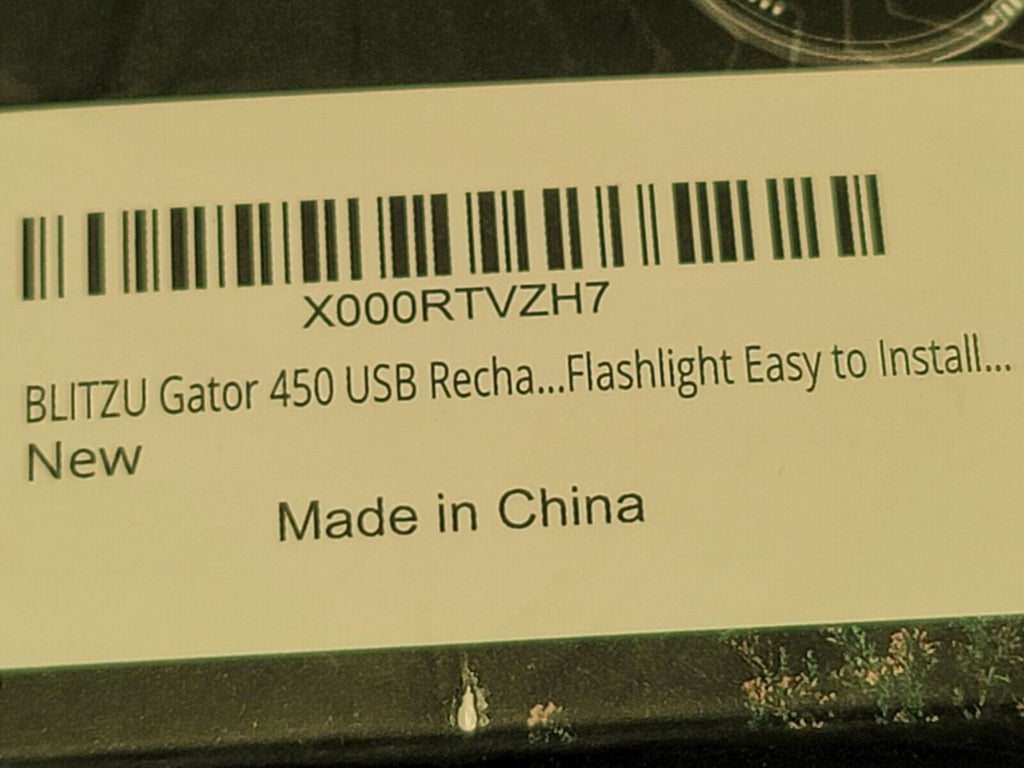 X000RTVZH7
BLITZU Gator 450 USB Recha...Flashlight Easy to Install...
New
Made in China